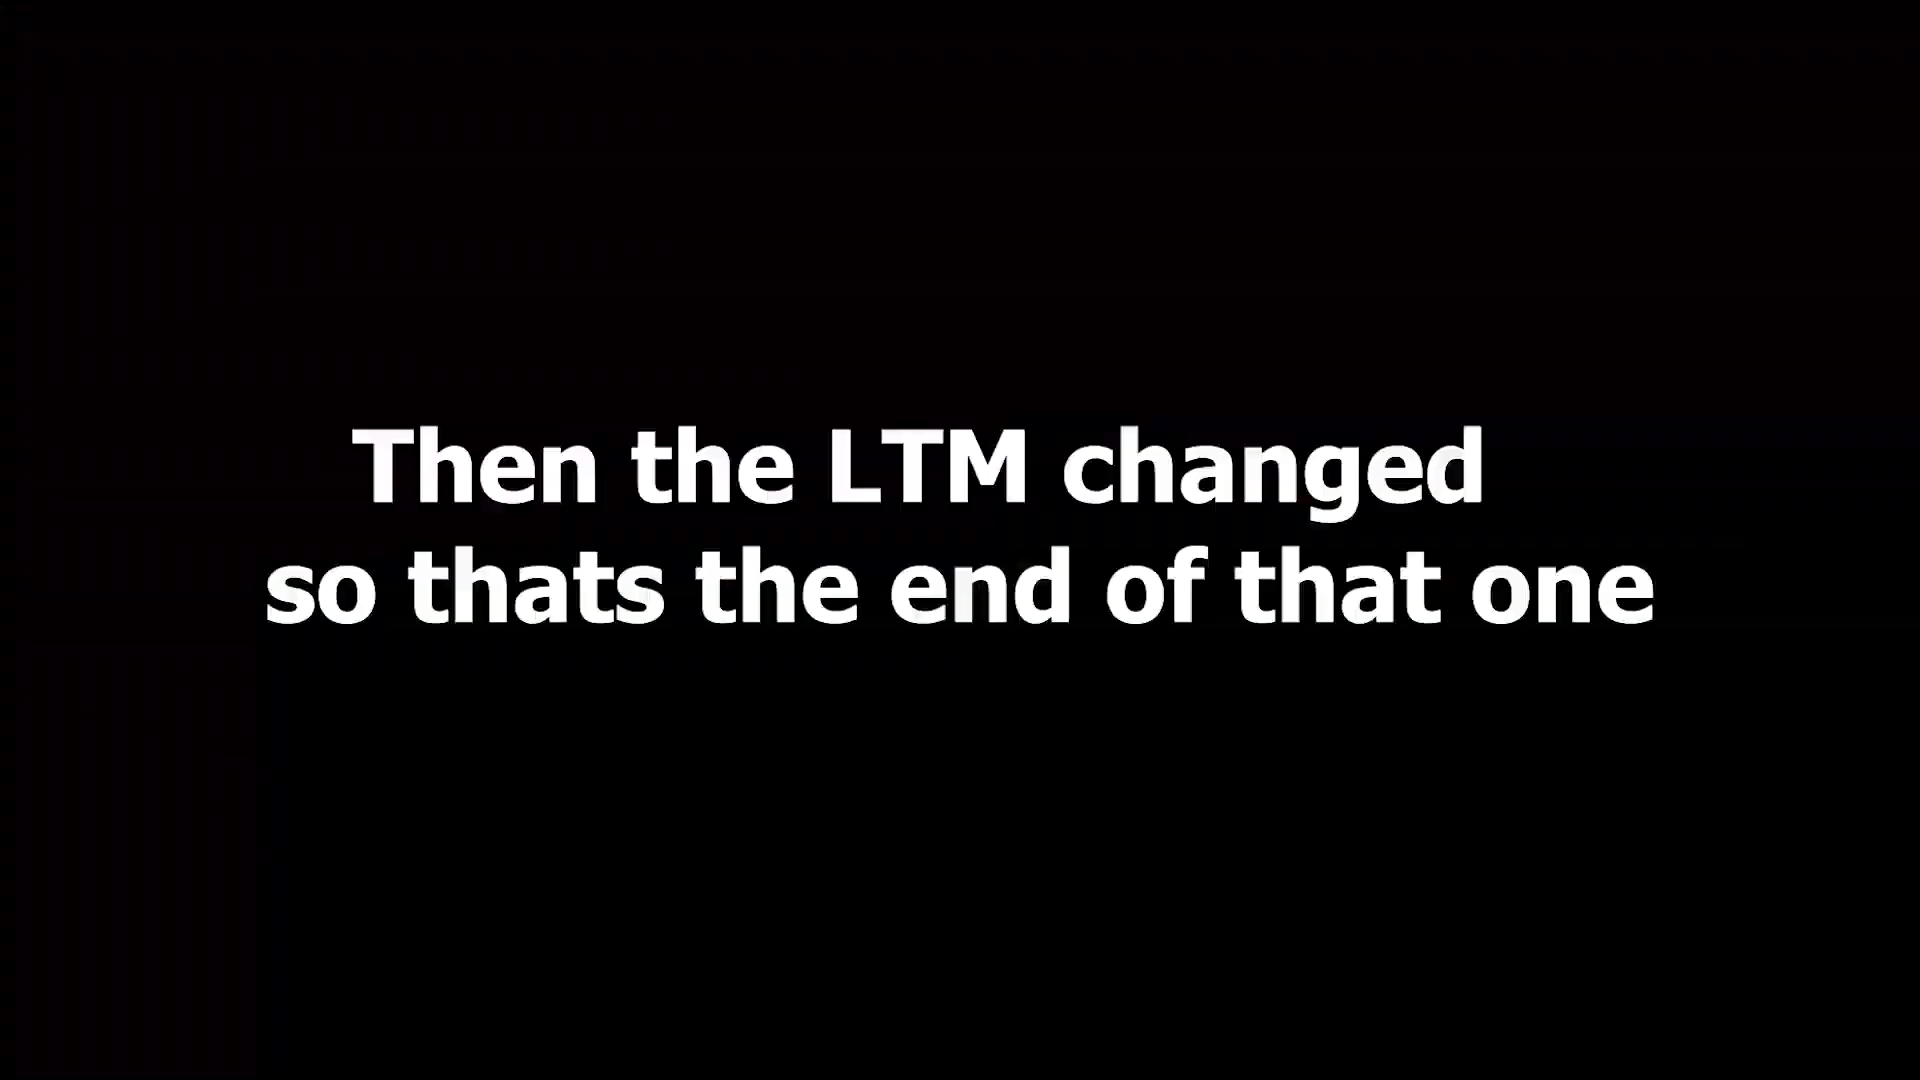 Then the LTM changed
so thats the end of that one